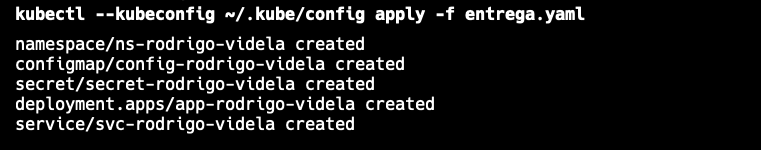 kubectl --kubeconfig ~/.kube/config apply -f entrega.yaml
namespace/ns-rodrigo-videla created
configmap/config-rodrigo-videla created
secret/secret-rodrigo-videla created
deployment.apps/app-rodrigo-videla created
service/svc-rodrigo-videla created